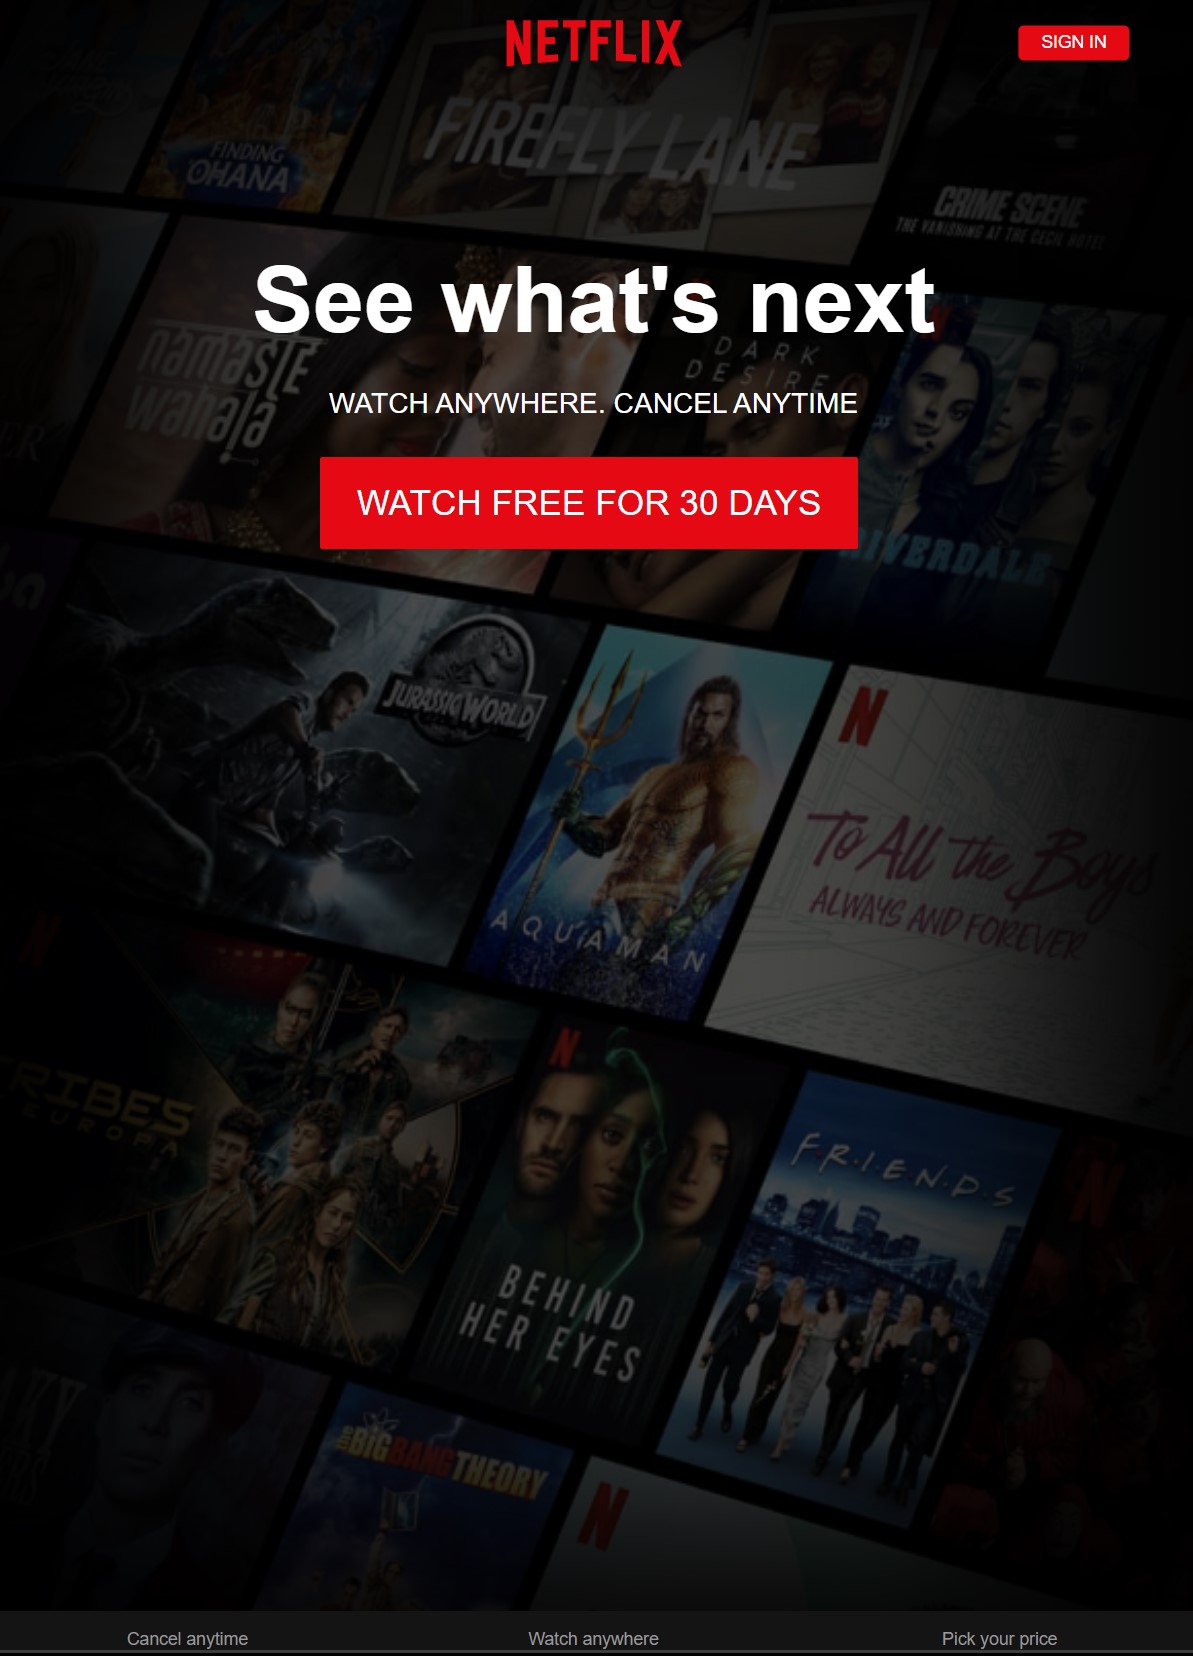 NETFLIX
SIGN IN
FINDING
'OHANA
FIREFLY LANE
CRIME SCENE
THE VANISHING AT THE CECIL HOTEL
See what's next
namaste
wahala
DARK
DESIRE
WATCH ANYWHERE. CANCEL ANYTIME
WATCH FREE FOR 30 DAYS
RIVERDALE
JURASSIC WORLD
AQUAMAN
N
To All the Boys
ALWAYS AND FOREVER
N
RIBES
EUROPA
N
BEHIND
HER EYES
F·R·I·E·N·D·S
N
the BIG BANG THEORY
N
Cancel anytime
Watch anywhere
Pick your price